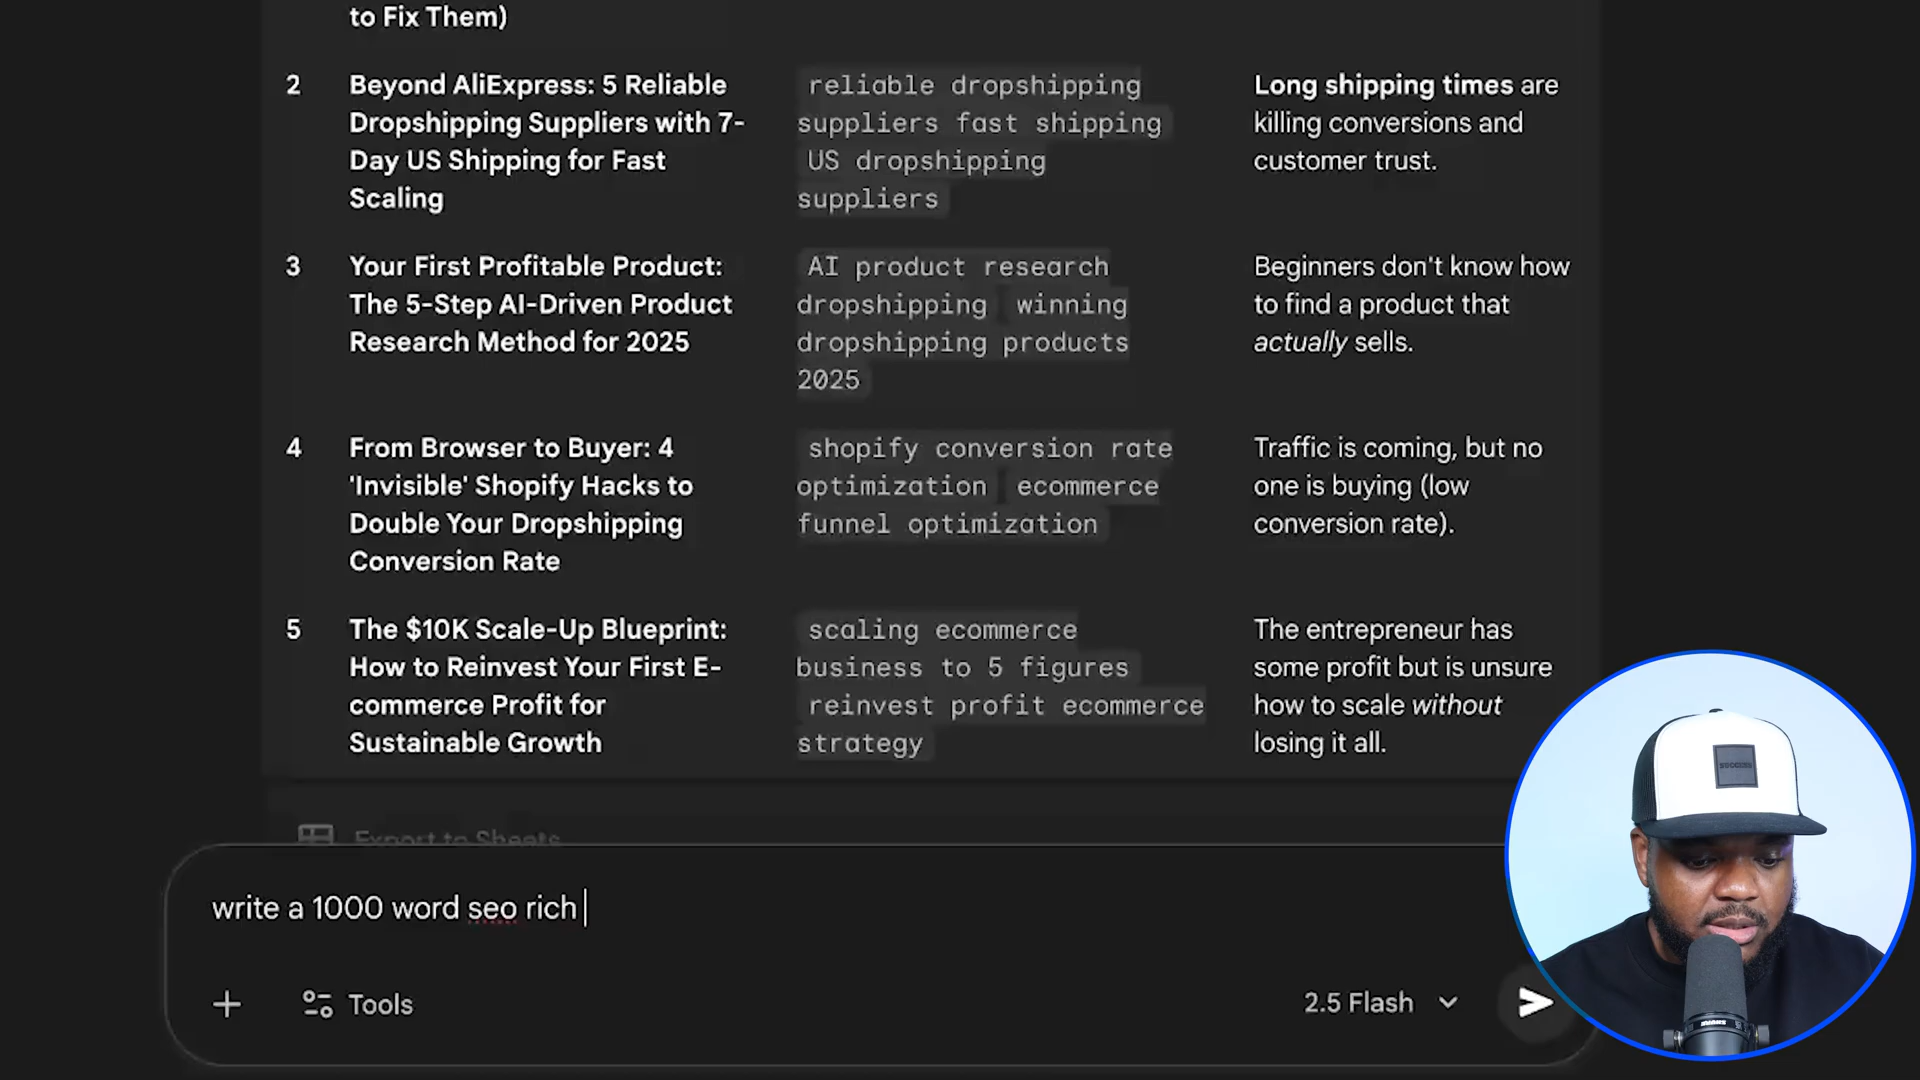 to Fix Them)
2 Beyond AliExpress: 5 Reliable
Dropshipping Suppliers with 7-
Day US Shipping for Fast
Scaling
reliable dropshipping
suppliers fast shipping
US dropshipping
suppliers
Long shipping times are
killing conversions and
customer trust.
3 Your First Profitable Product:
The 5-Step AI-Driven Product
Research Method for 2025
AI product research
dropshipping winning
dropshipping products
2025
Beginners don't know how
to find a product that
actually sells.
4 From Browser to Buyer: 4
'Invisible' Shopify Hacks to
Double Your Dropshipping
Conversion Rate
shopify conversion rate
optimization ecommerce
funnel optimization
Traffic is coming, but no
one is buying (low
conversion rate).
5 The $10K Scale-Up Blueprint:
How to Reinvest Your First E-
commerce Profit for
Sustainable Growth
scaling ecommerce
business to 5 figures
reinvest profit ecommerce
strategy
The entrepreneur has
some profit but is unsure
how to scale without
losing it all.
Export to Sheets
write a 1000 word seo rich
Tools
2.5 Flash
SUCCESS